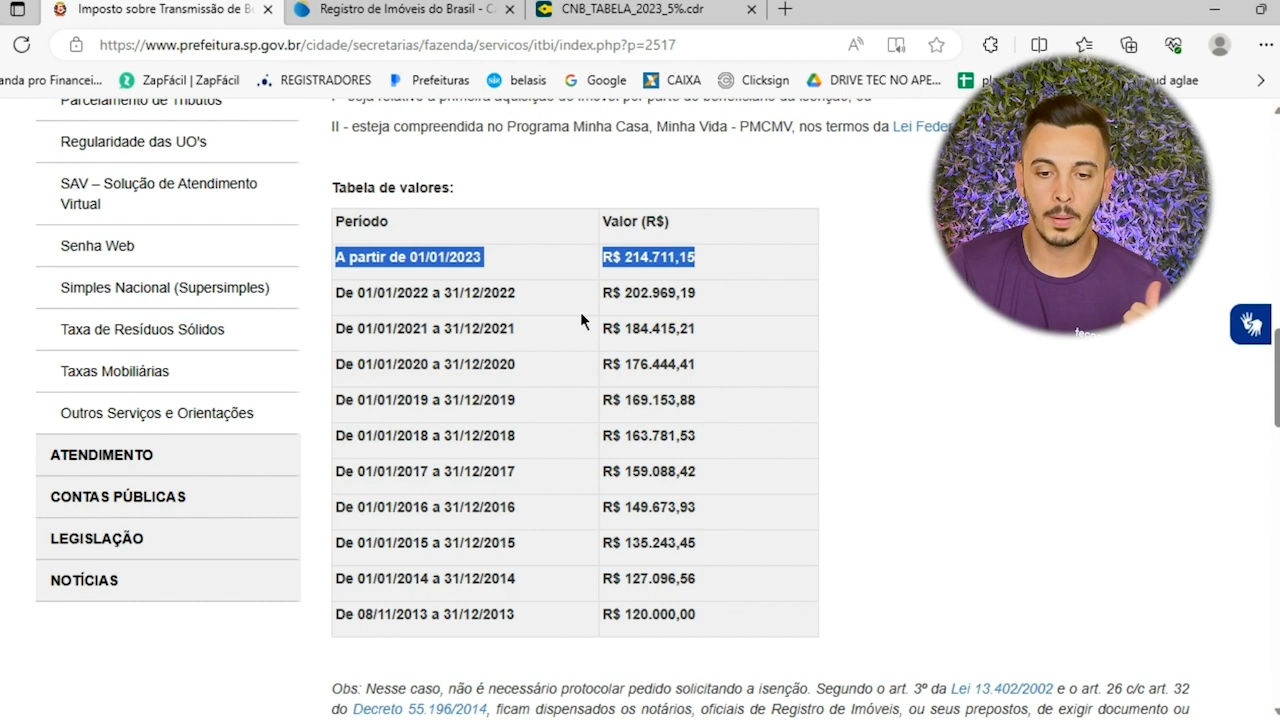 Imposto sobre Transmissão de Be
Registro de Imóveis do Brasil - C
CNB_TABELA_2023_5%.cdr
https://www.prefeitura.sp.gov.br/cidade/secretarias/fazenda/servicos/itbi/index.php?p=2517
anda pro Financei...
ZapFácil | ZapFácil
REGISTRADORES
Prefeituras
belasis
Google
CAIXA
Clicksign
DRIVE TEC NO APE...
ud aglae
Parcelamento de Tributos
Regularidade das UO's
SAV – Solução de Atendimento
Virtual
Senha Web
Simples Nacional (Supersimples)
Taxa de Resíduos Sólidos
Taxas Mobiliárias
Outros Serviços e Orientações
ATENDIMENTO
CONTAS PÚBLICAS
LEGISLAÇÃO
NOTÍCIAS
II - esteja compreendida no Programa Minha Casa, Minha Vida - PMCMV, nos termos da Lei Feder
Tabela de valores:
Período Valor (R$)
A partir de 01/01/2023 R$ 214.711,15
De 01/01/2022 a 31/12/2022 R$ 202.969,19
De 01/01/2021 a 31/12/2021 R$ 184.415,21
De 01/01/2020 a 31/12/2020 R$ 176.444,41
De 01/01/2019 a 31/12/2019 R$ 169.153,88
De 01/01/2018 a 31/12/2018 R$ 163.781,53
De 01/01/2017 a 31/12/2017 R$ 159.088,42
De 01/01/2016 a 31/12/2016 R$ 149.673,93
De 01/01/2015 a 31/12/2015 R$ 135.243,45
De 01/01/2014 a 31/12/2014 R$ 127.096,56
De 08/11/2013 a 31/12/2013 R$ 120.000,00
Obs: Nesse caso, não é necessário protocolar pedido solicitando a isenção. Segundo o art. 3º da Lei 13.402/2002 e o art. 26 c/c art. 32
do Decreto 55.196/2014, ficam dispensados os notários, oficiais de Registro de Imóveis, ou seus prepostos, de exigir documento ou